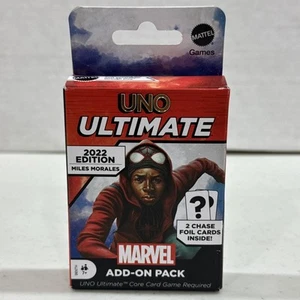 MATTEL
Games
UNO
ULTIMATE
2022
EDITION
MILES MORALES
?
2 CHASE
FOIL CARDS
INSIDE!
MARVEL
7+
ADD-ON PACK
UNO Ultimate™ Core Card Game Required